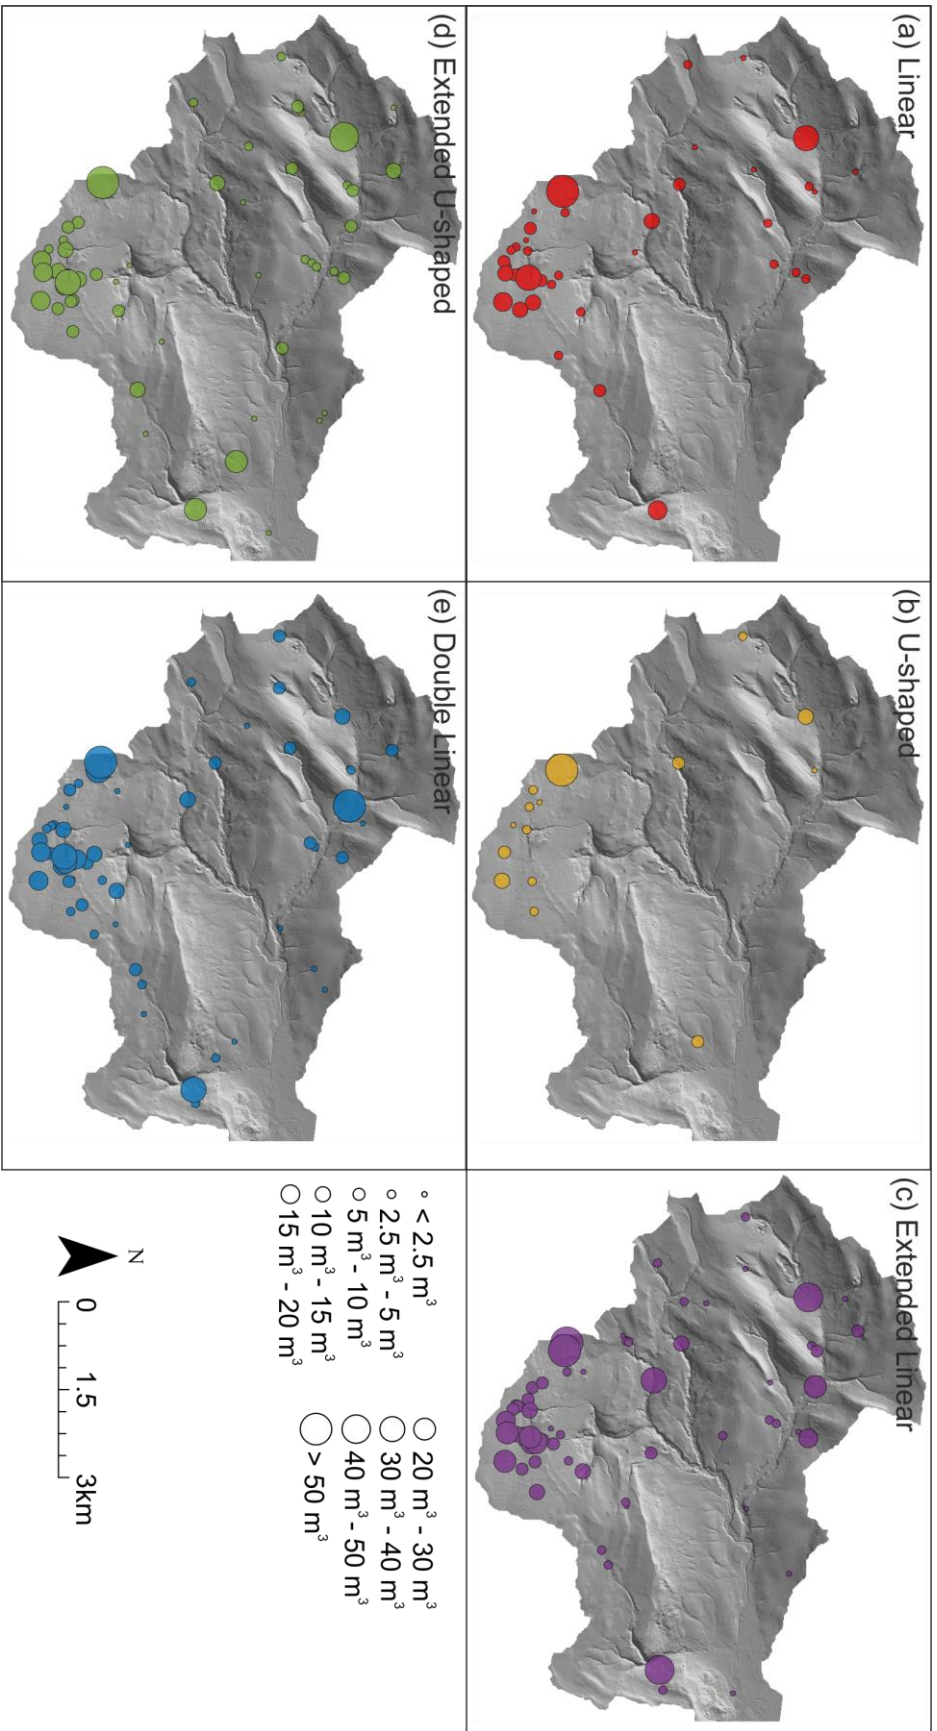 (a) Linear
(b) U-shaped
(c) Extended Linear
(d) Extended U-shaped
(e) Double Linear
< 2.5 m³
2.5 m³ - 5 m³
5 m³ - 10 m³
10 m³ - 15 m³
15 m³ - 20 m³
20 m³ - 30 m³
30 m³ - 40 m³
40 m³ - 50 m³
> 50 m³
N
0 1.5 3km